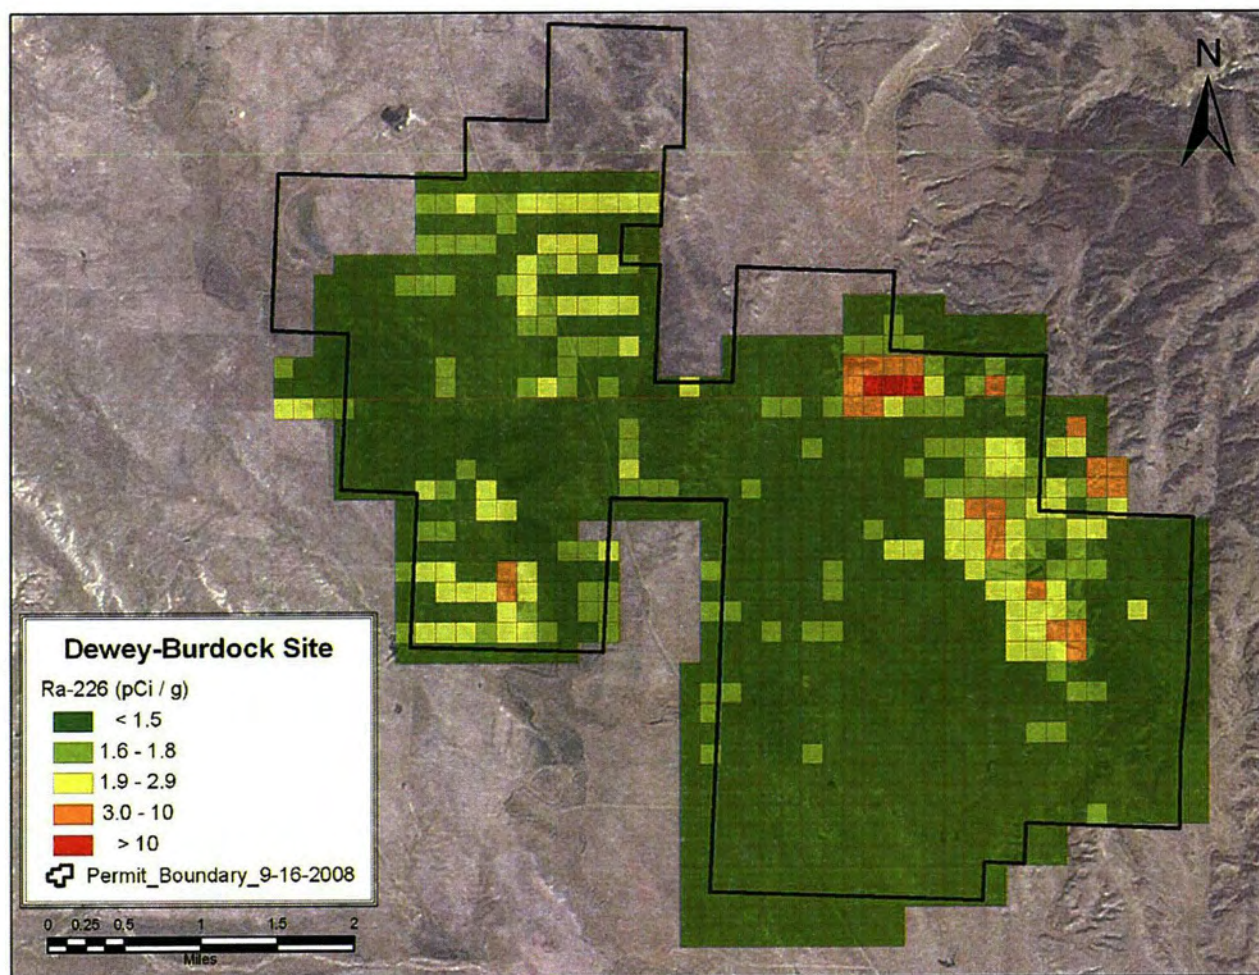 N
Dewey-Burdock Site
Ra-226 (pCi / g)
< 1.5
1.6 - 1.8
1.9 - 2.9
3.0 - 10
> 10
Permit_Boundary_9-16-2008
0 0.25 0.5 1 1.5 2
Miles